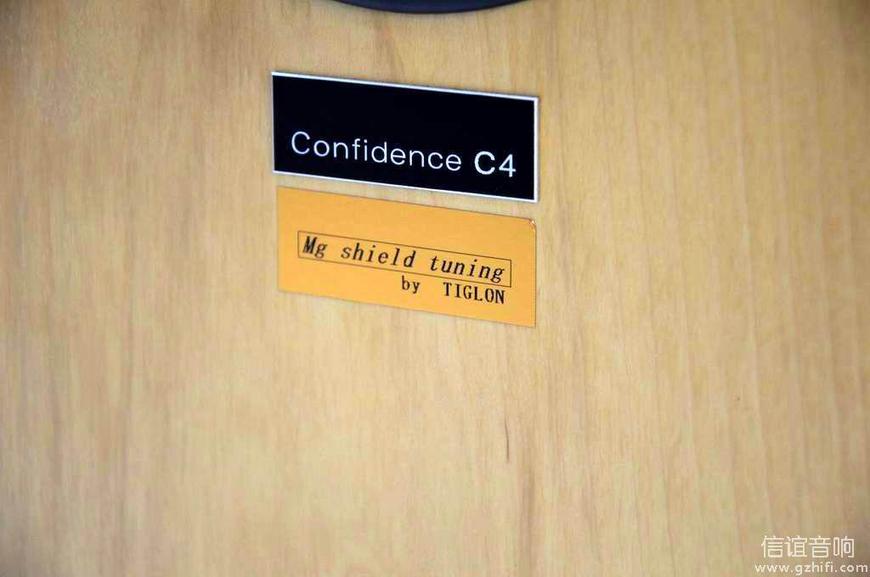 Confidence C4
Mg shield tuning
by TIGLON
信谊音响
www.gzhifi.com